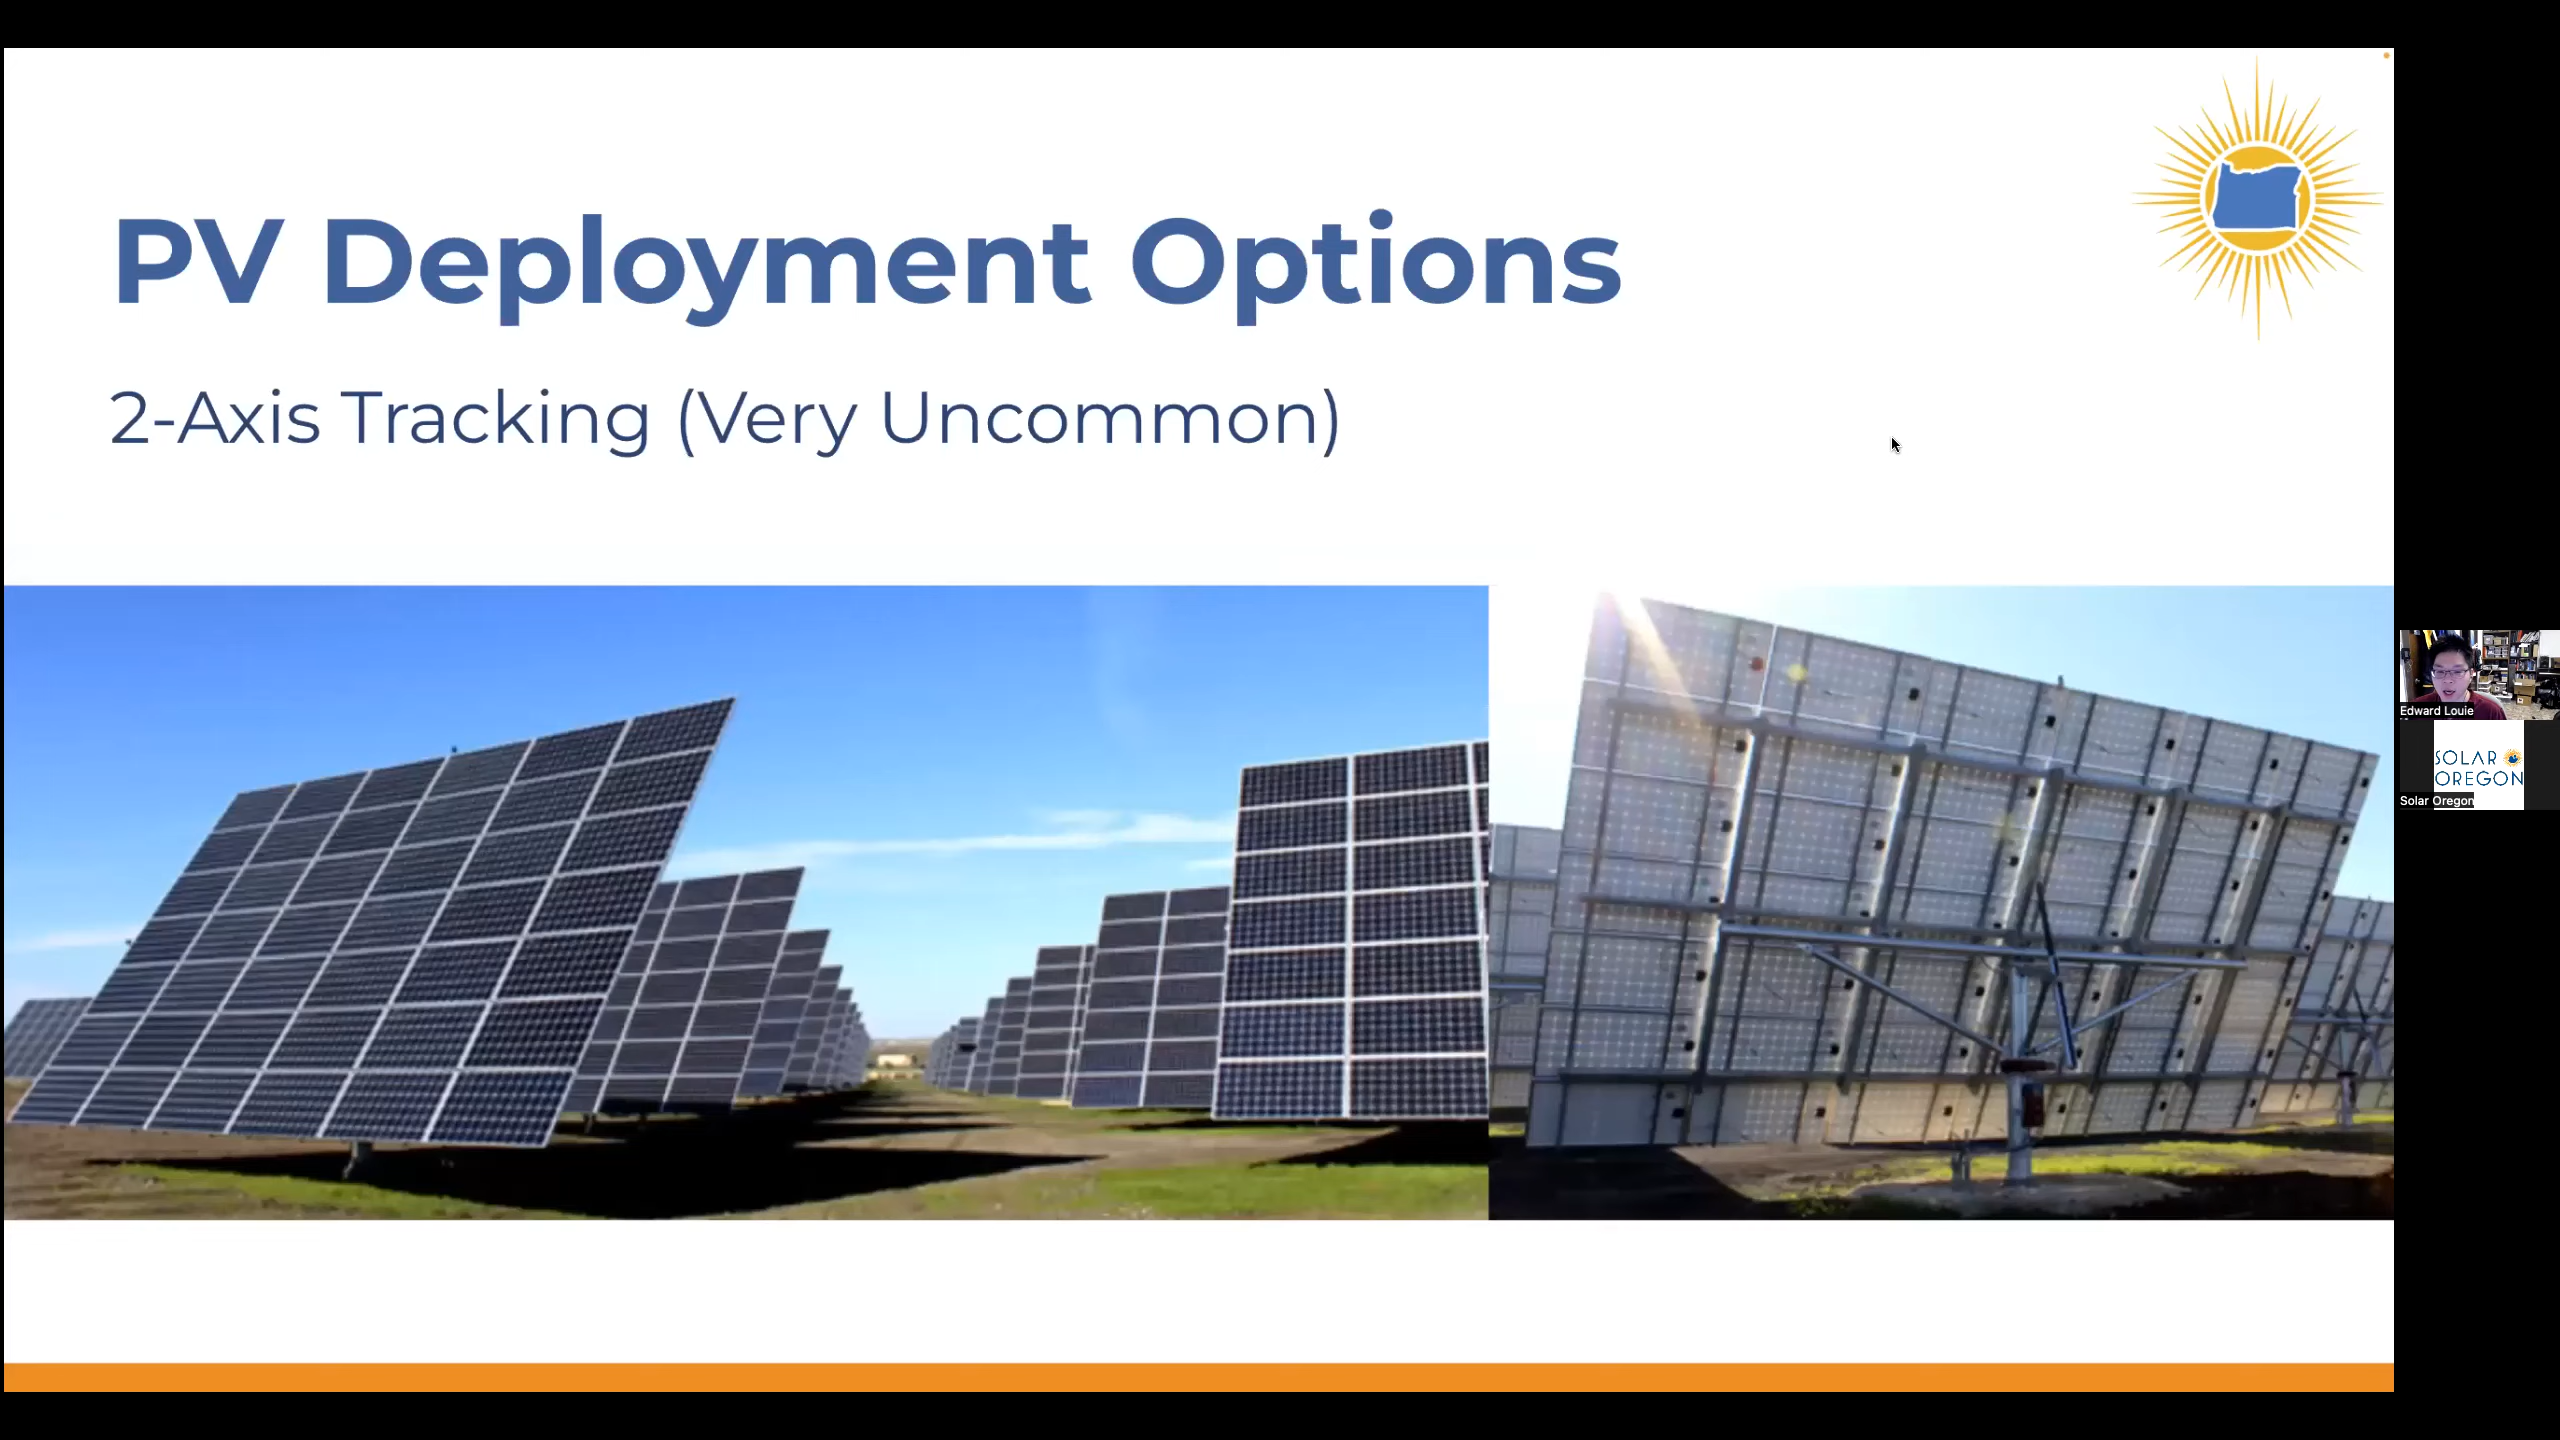 PV Deployment Options
2-Axis Tracking (Very Uncommon)
Edward Louie
SOLAR
OREGON
Solar Oregon